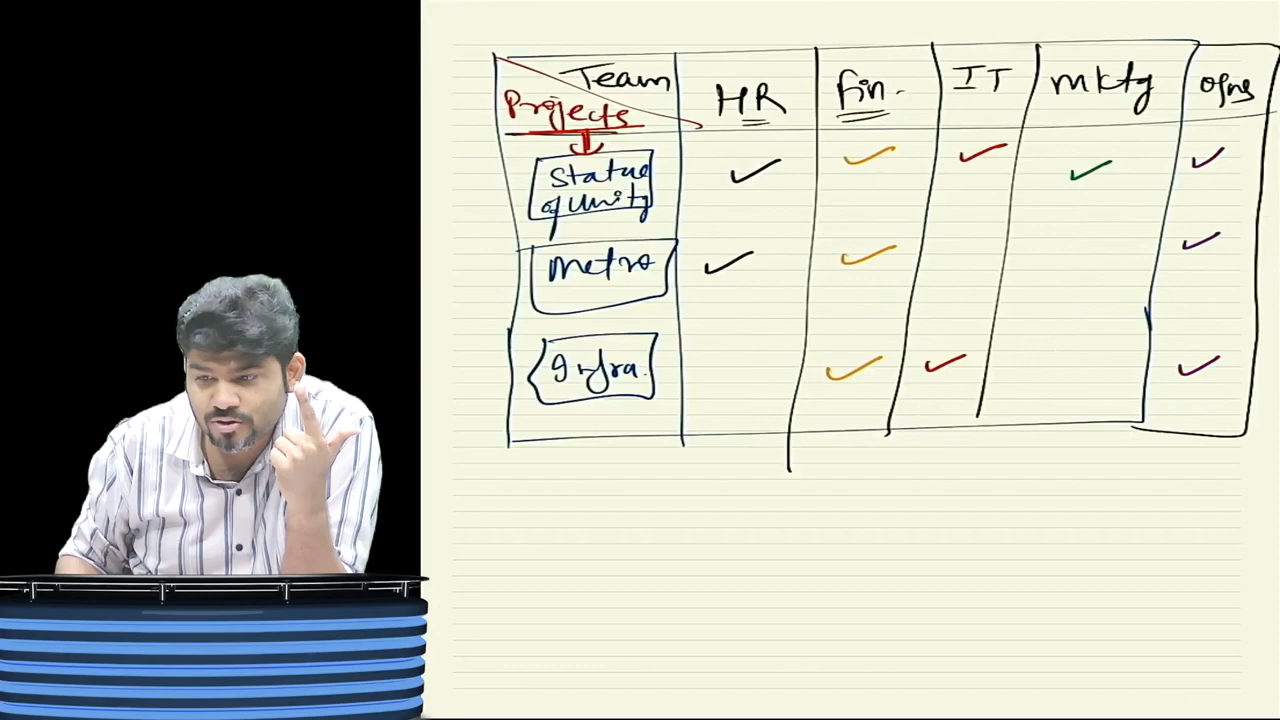 Team
Projects
HR Fin. IT Mktg Opns
Statue
of Unity
✓ ✓ ✓ ✓ ✓
Metro ✓ ✓ ✓
Infra. ✓ ✓ ✓